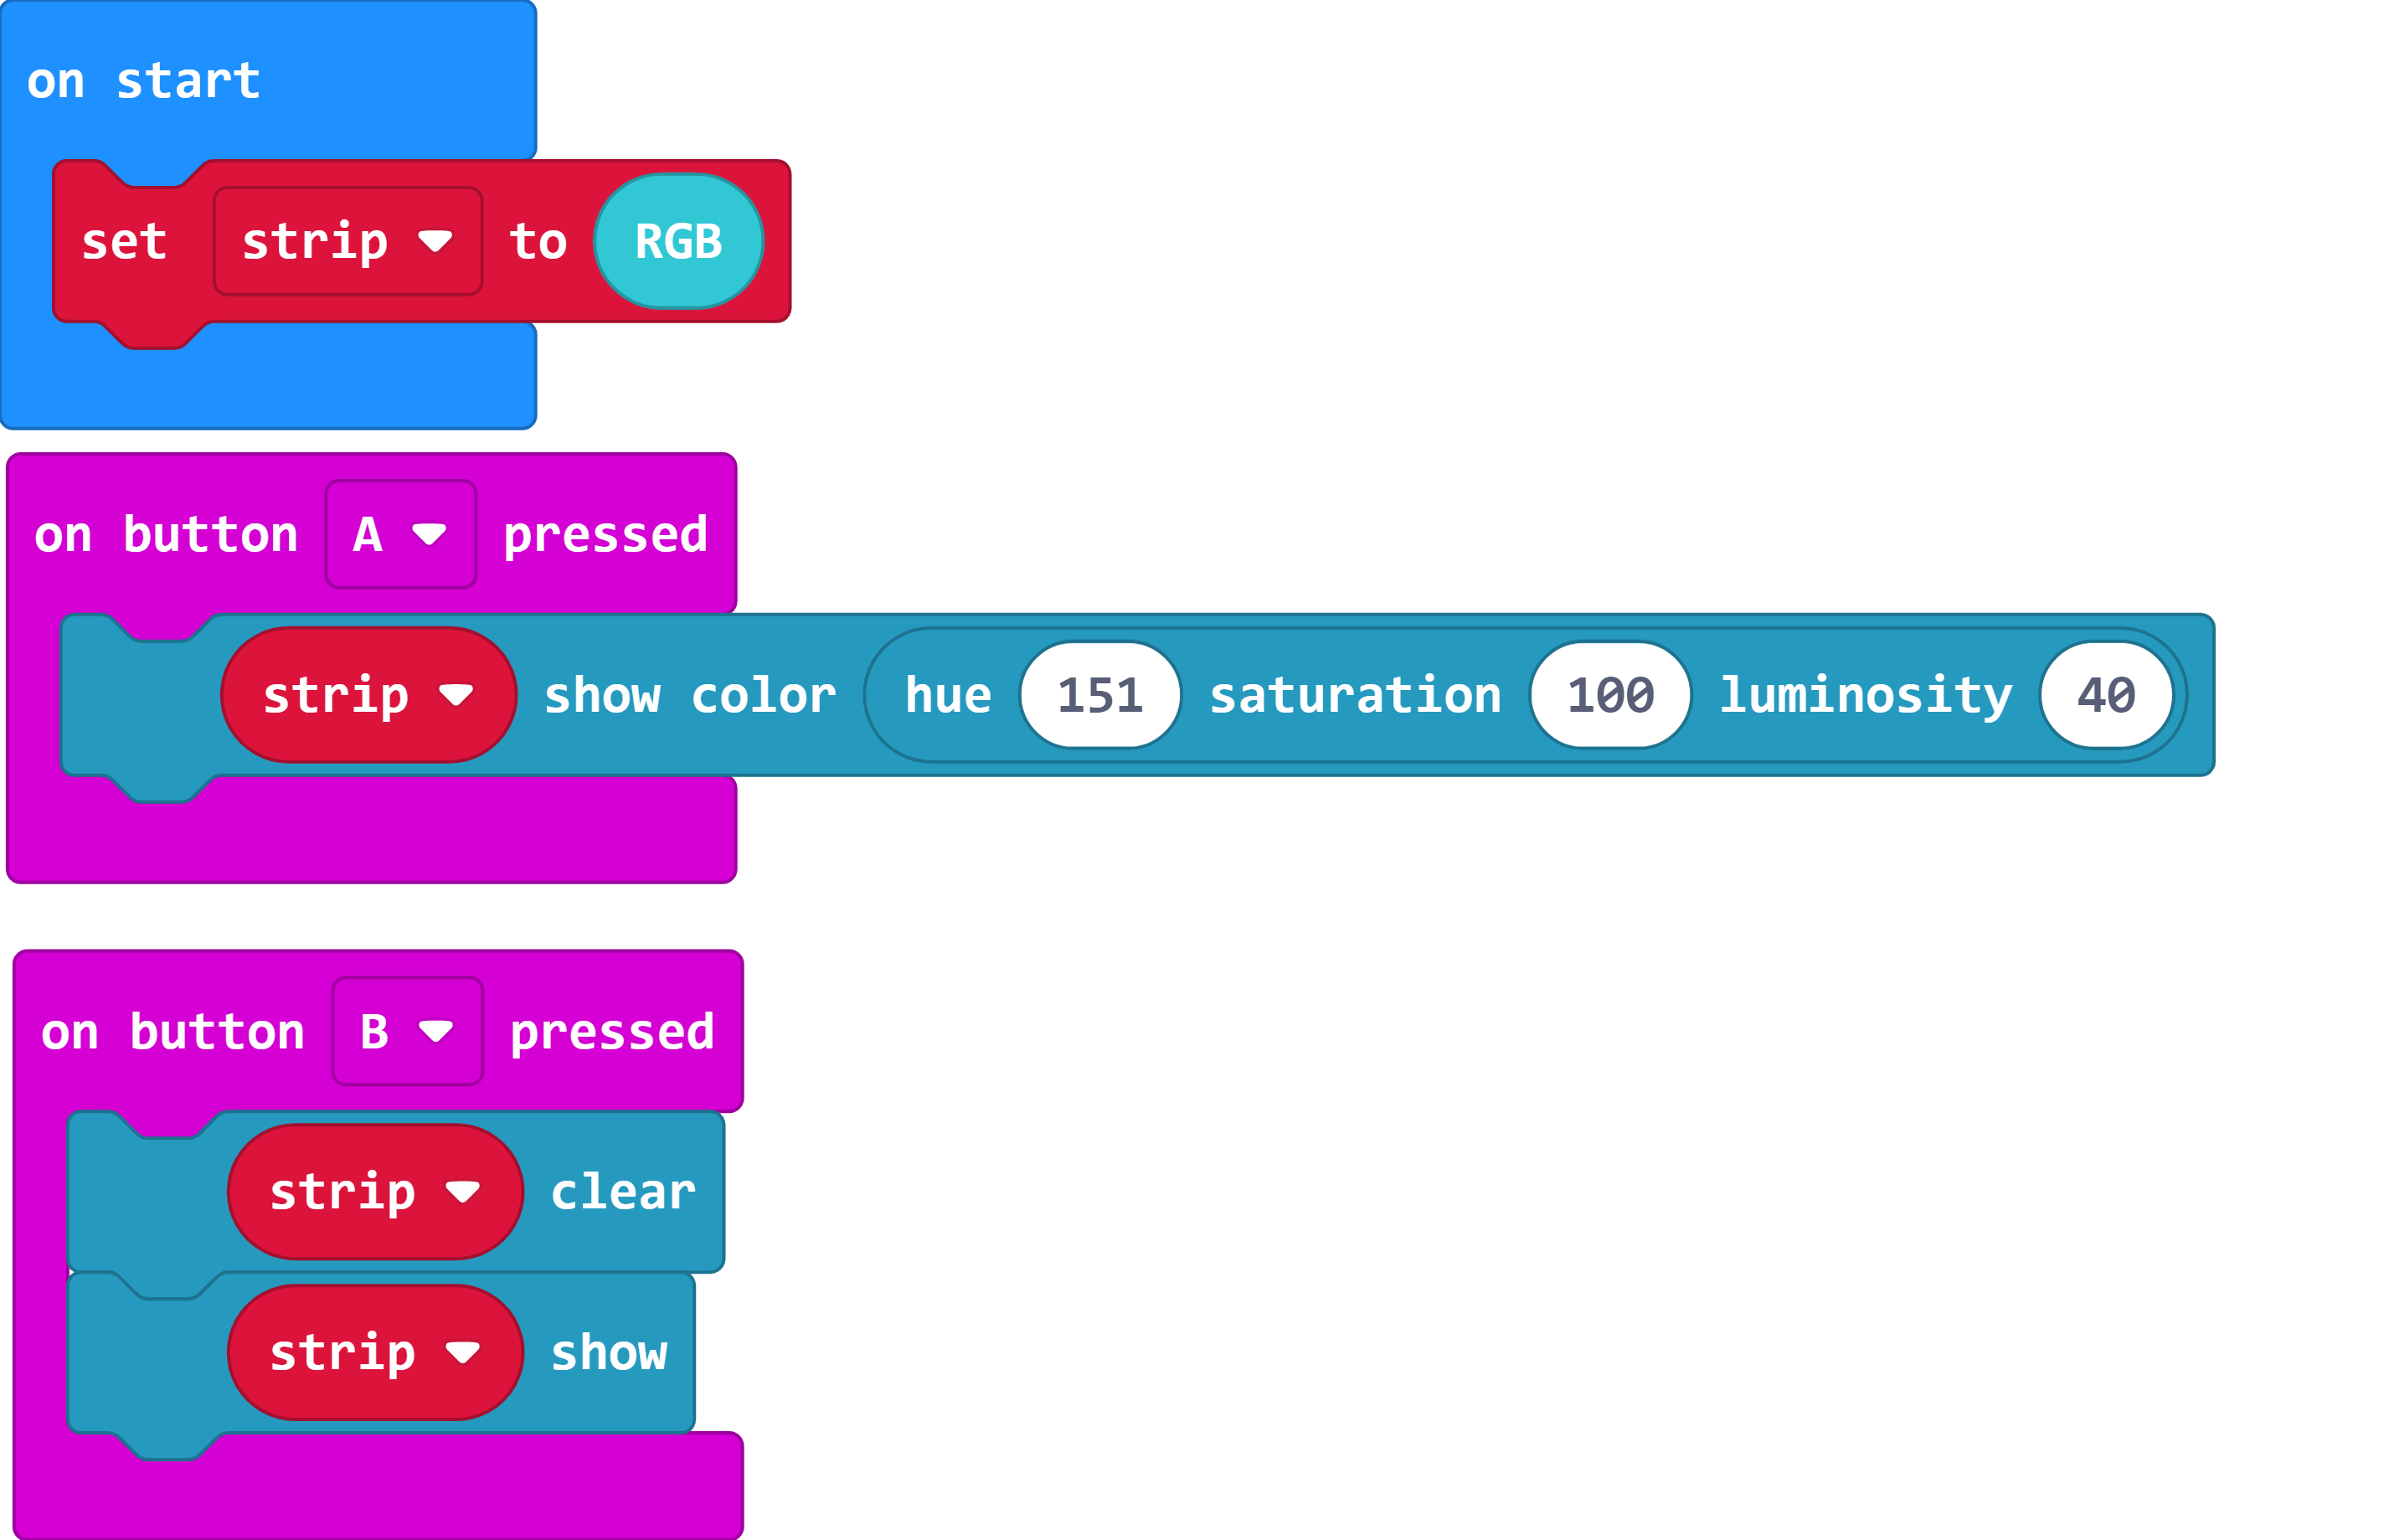 on start
set strip to RGB
on button A pressed
strip show color hue 151 saturation 100 luminosity 40
on button B pressed
strip clear
strip show